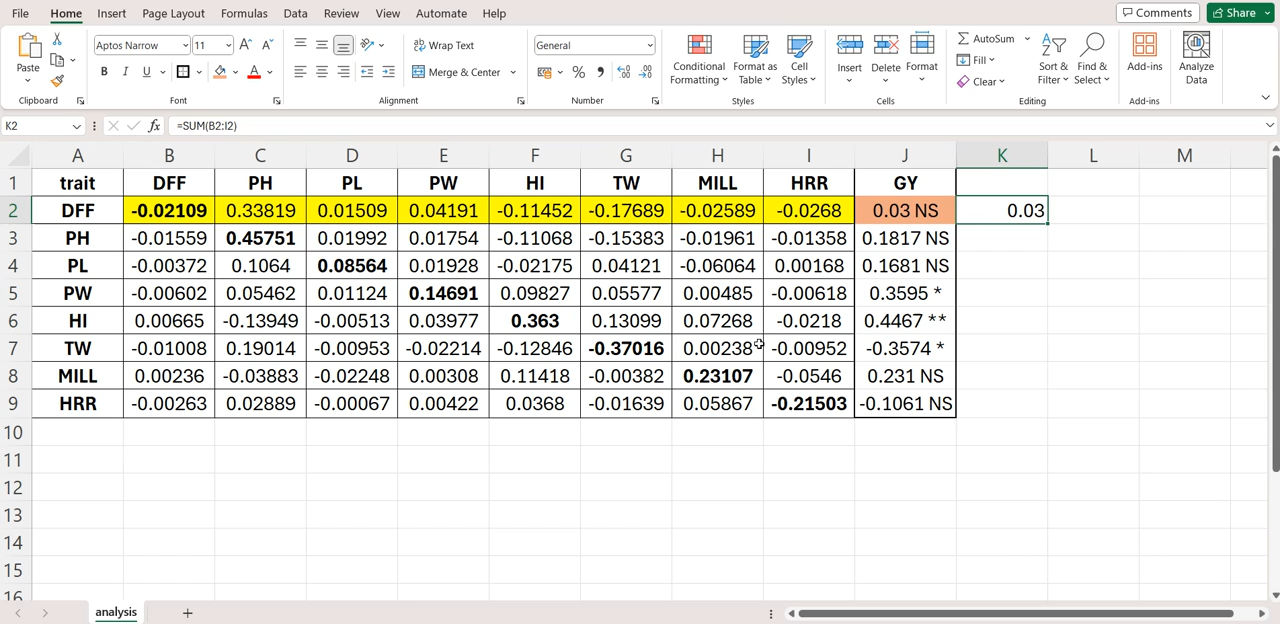 File Home Insert Page Layout Formulas Data Review View Automate Help Comments Share
Paste Aptos Narrow 11 A A B I U A Wrap Text Merge & Center General % 9 Conditional Formatting Format as Table Cell Styles Insert Delete Format AutoSum Fill Clear Sort & Filter Find & Select Add-ins Analyze Data
Clipboard Font Alignment Number Styles Cells Editing Add-ins
K2 fx =SUM(B2:I2)
A B C D E F G H I J K L M
1 trait DFF PH PL PW HI TW MILL HRR GY
2 DFF -0.02109 0.33819 0.01509 0.04191 -0.11452 -0.17689 -0.02589 -0.0268 0.03 NS 0.03
3 PH -0.01559 0.45751 0.01992 0.01754 -0.11068 -0.15383 -0.01961 -0.01358 0.1817 NS
4 PL -0.00372 0.1064 0.08564 0.01928 -0.02175 0.04121 -0.06064 0.00168 0.1681 NS
5 PW -0.00602 0.05462 0.01124 0.14691 0.09827 0.05577 0.00485 -0.00618 0.3595 *
6 HI 0.00665 -0.13949 -0.00513 0.03977 0.363 0.13099 0.07268 -0.0218 0.4467 **
7 TW -0.01008 0.19014 -0.00953 -0.02214 -0.12846 -0.37016 0.00238 -0.00952 -0.3574 *
8 MILL 0.00236 -0.03883 -0.02248 0.00308 0.11418 -0.00382 0.23107 -0.0546 0.231 NS
9 HRR -0.00263 0.02889 -0.00067 0.00422 0.0368 -0.01639 0.05867 -0.21503 -0.1061 NS
10
11
12
13
14
15
16
analysis